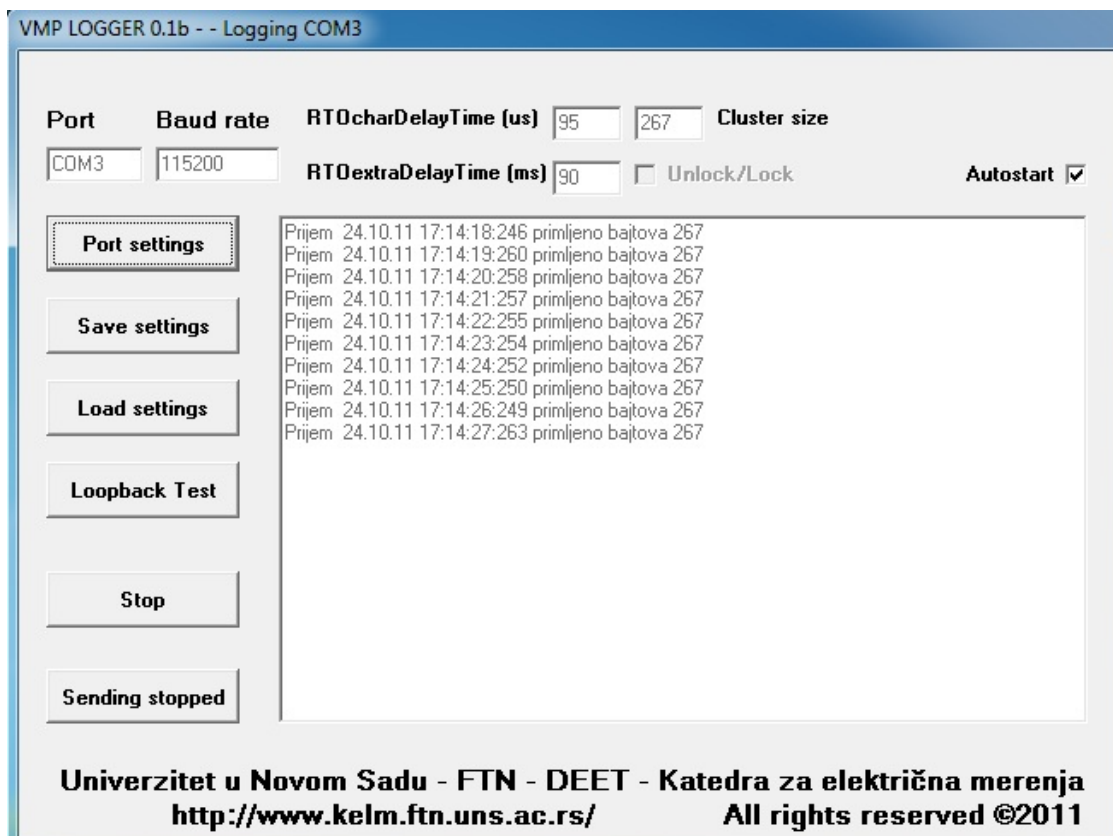 VMP LOGGER 0.1b - - Logging COM3
Port Baud rate RTOcharDelayTime (us) 95 267 Cluster size
COM3 115200 RTOextraDelayTime (ms) 90 Unlock/Lock Autostart
Port settings
Save settings
Load settings
Loopback Test
Stop
Sending stopped
Prijem 24.10.11 17:14:18:246 primljeno bajtova 267
Prijem 24.10.11 17:14:19:260 primljeno bajtova 267
Prijem 24.10.11 17:14:20:258 primljeno bajtova 267
Prijem 24.10.11 17:14:21:257 primljeno bajtova 267
Prijem 24.10.11 17:14:22:255 primljeno bajtova 267
Prijem 24.10.11 17:14:23:254 primljeno bajtova 267
Prijem 24.10.11 17:14:24:252 primljeno bajtova 267
Prijem 24.10.11 17:14:25:250 primljeno bajtova 267
Prijem 24.10.11 17:14:26:249 primljeno bajtova 267
Prijem 24.10.11 17:14:27:263 primljeno bajtova 267
Univerzitet u Novom Sadu - FTN - DEET - Katedra za električna merenja
http://www.kelm.ftn.uns.ac.rs/ All rights reserved ©2011